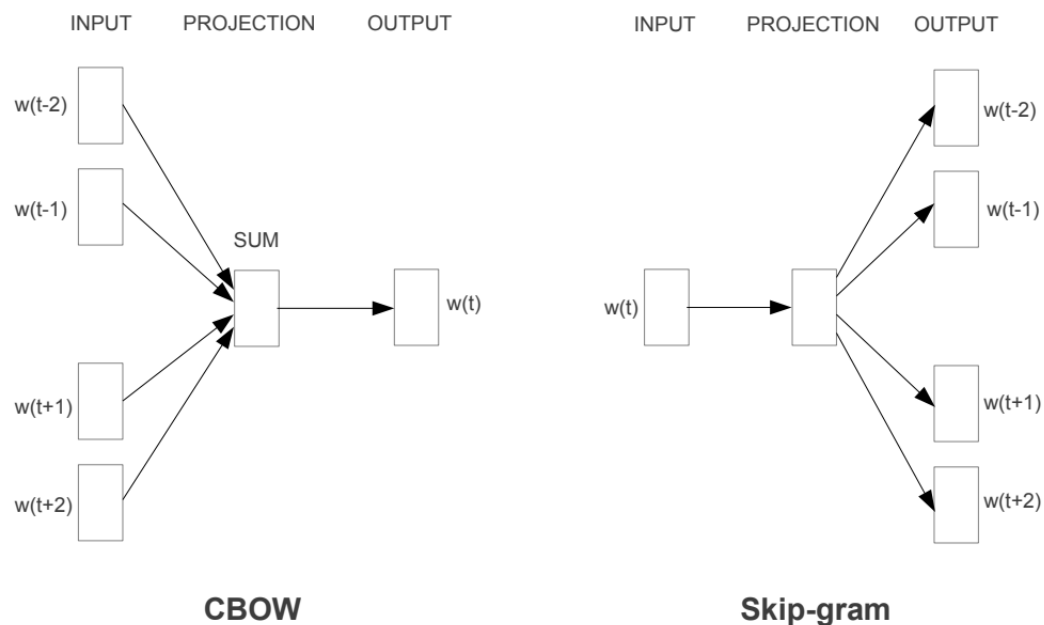 INPUT PROJECTION OUTPUT
w(t-2)
w(t-1)
SUM
w(t)
w(t+1)
w(t+2)
CBOW
INPUT PROJECTION OUTPUT
w(t-2)
w(t-1)
w(t)
w(t+1)
w(t+2)
Skip-gram